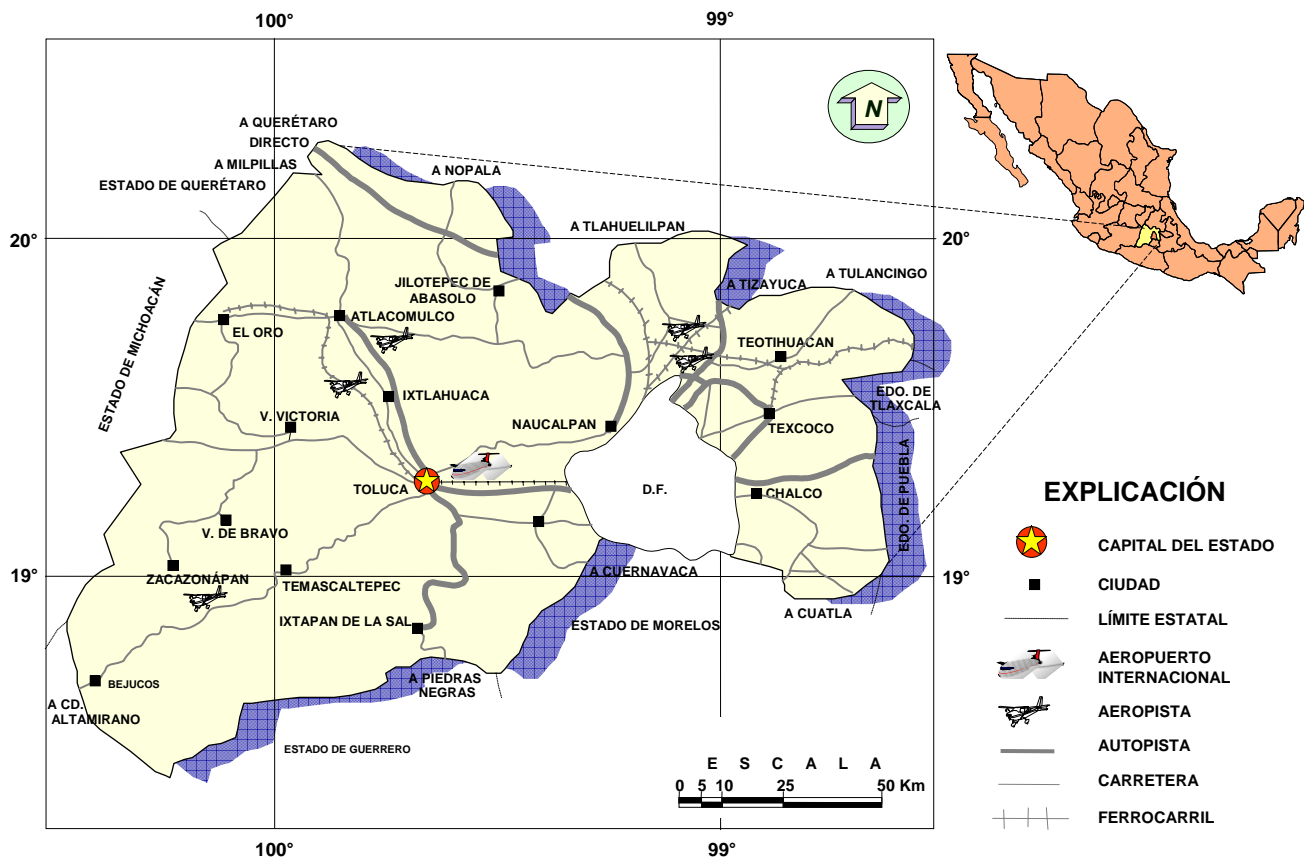 100°
99°
N
A QUERÉTARO
DIRECTO
A MILPILLAS
ESTADO DE QUERÉTARO
A NOPALA
A TLAHUELILPAN
20°
20°
A TULANCINGO
A TIZAYUCA
JILOTEPEC DE
ABASOLO
ATLACOMULCO
EL ORO
TEOTIHUACAN
ESTADO DE MICHOACÁN
IXTLAHUACA
EDO. DE
TLAXCALA
V. VICTORIA
NAUCALPAN
TEXCOCO
TOLUCA
D.F.
CHALCO
EDO. DE PUEBLA
V. DE BRAVO
ZACAZONÁPAN
TEMASCALTEPEC
A CUERNAVACA
19°
19°
A CUATLA
IXTAPAN DE LA SAL
ESTADO DE MORELOS
A PIEDRAS
NEGRAS
BEJUCOS
A CD.
ALTAMIRANO
ESTADO DE GUERRERO
E S C A L A
0 5 10 25 50 Km
100°
99°
EXPLICACIÓN
CAPITAL DEL ESTADO
CIUDAD
LÍMITE ESTATAL
AEROPUERTO
INTERNACIONAL
AEROPISTA
AUTOPISTA
CARRETERA
FERROCARRIL